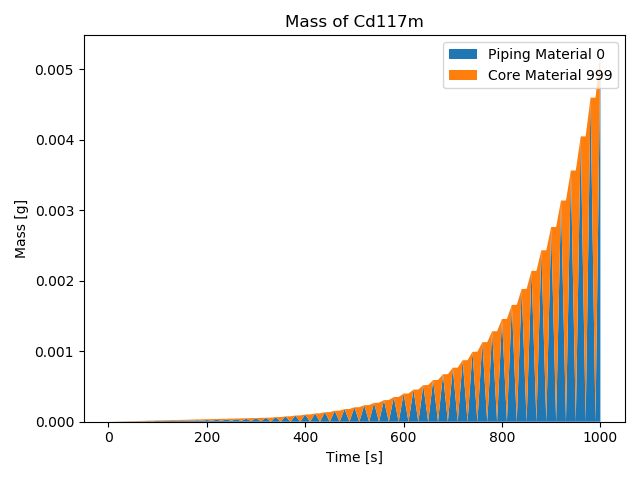 Mass of Cd117m
Piping Material 0
Core Material 999
Mass [g]
0.005
0.004
0.003
0.002
0.001
0.000
0
200
400
600
800
1000
Time [s]